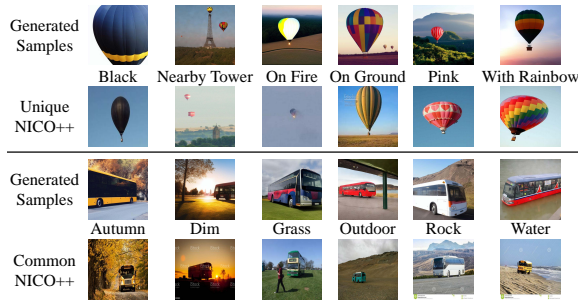 Generated Samples
Black Nearby Tower On Fire On Ground Pink With Rainbow
Unique NICO++
Generated Samples
Autumn Dim Grass Outdoor Rock Water
Common NICO++